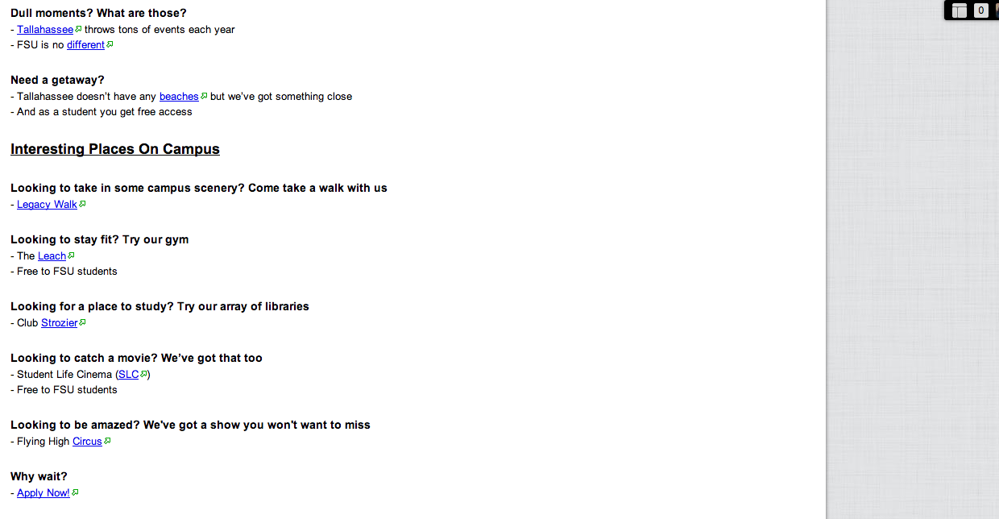 Dull moments? What are those?
- Tallahassee throws tons of events each year
- FSU is no different
Need a getaway?
- Tallahassee doesn't have any beaches but we've got something close
- And as a student you get free access
Interesting Places On Campus
Looking to take in some campus scenery? Come take a walk with us
- Legacy Walk
Looking to stay fit? Try our gym
- The Leach
- Free to FSU students
Looking for a place to study? Try our array of libraries
- Club Strozier
Looking to catch a movie? We’ve got that too
- Student Life Cinema (SLC)
- Free to FSU students
Looking to be amazed? We've got a show you won't want to miss
- Flying High Circus
Why wait?
- Apply Now!
0